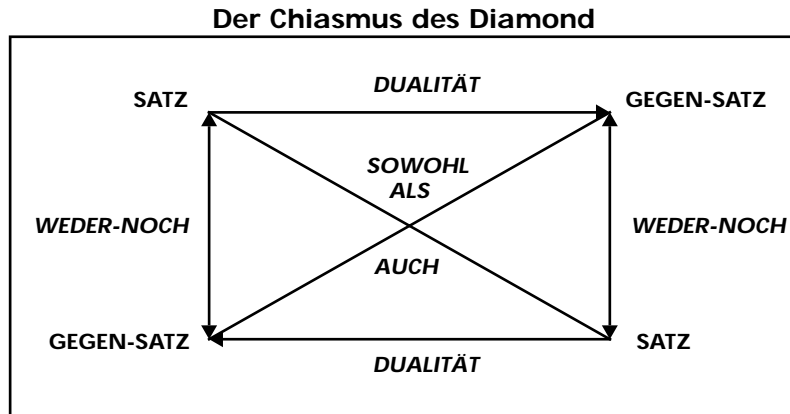 Der Chiasmus des Diamond
DUALITÄT
SATZ
GEGEN-SATZ
SOWOHL
ALS
WEDER-NOCH
WEDER-NOCH
AUCH
GEGEN-SATZ
SATZ
DUALITÄT